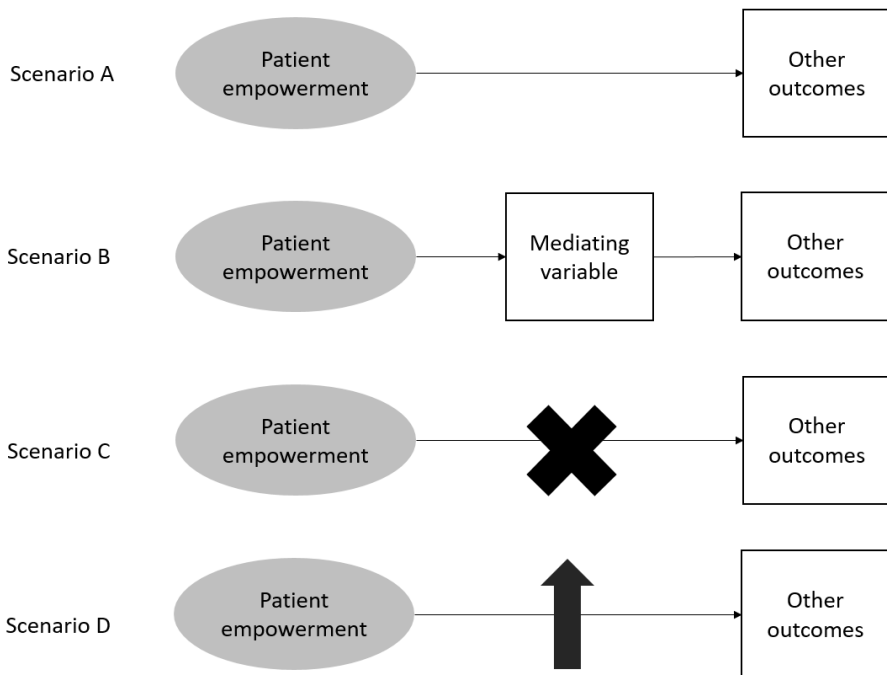 Scenario A
Patient
empowerment
Other
outcomes
Scenario B
Patient
empowerment
Mediating
variable
Other
outcomes
Scenario C
Patient
empowerment
Other
outcomes
Scenario D
Patient
empowerment
Other
outcomes